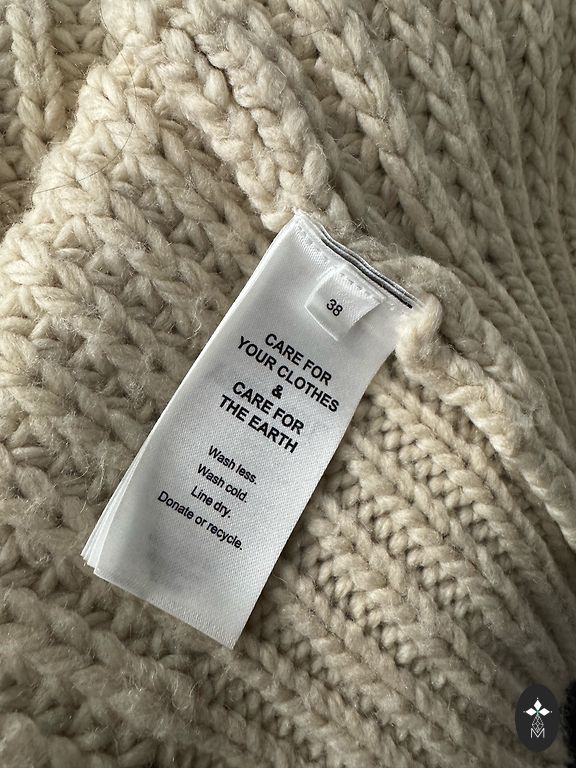 38
CARE FOR
YOUR CLOTHES
&
CARE FOR
THE EARTH
Wash less.
Wash cold.
Line dry.
Donate or recycle.
M